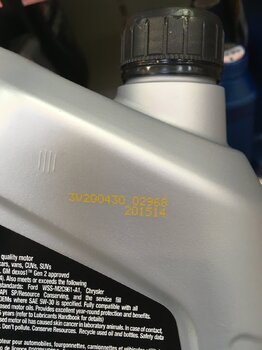 3V200430 02968
201514
quality motor
cars, vans, CUVs, SUVs
GM dexos1™ Gen 2 approved
Also meets or exceeds the following
standards: Ford WSS-M2C961-A1, Chrysler
API SP/Resource Conserving, and the service fill
OEMs where SAE 5W-30 is specified. Fully compatible with all
based motor oils. Provides excellent year-round protection and benefits.
years (refer to Lubricants Handbook for details)
based motor oil has caused skin cancer in laboratory animals. In case of contact,
Don't pollute. Conserve Resources. Recycle used oil and bottles. Safety data
pour automobiles, fourgonnettes,